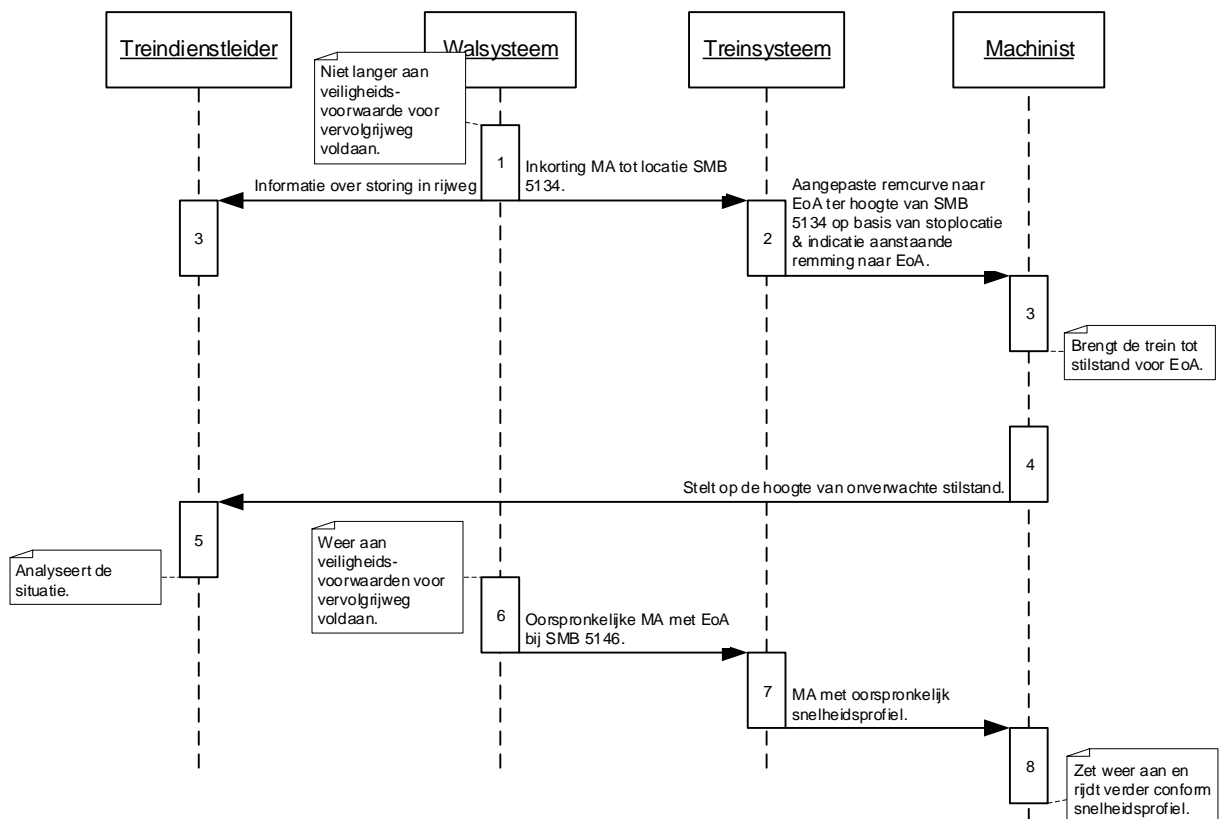 Treindienstleider
Walsysteem
Treinsysteem
Machinist
Niet langer aan
veiligheids-
voorwaarde voor
vervolgrijweg
voldaan.
1
Inkorting MA tot locatie SMB
5134.
Informatie over storing in rijweg
3
2
Aangepaste remcurve naar
EoA ter hoogte van SMB
5134 op basis van stoplocatie
& indicatie aanstaande
remming naar EoA.
3
Brengt de trein tot
stilstand voor EoA.
4
Stelt op de hoogte van onverwachte stilstand.
5
Analyseert de
situatie.
Weer aan
veiligheids-
voorwaarden voor
vervolgrijweg
voldaan.
6
Oorspronkelijke MA met EoA
bij SMB 5146.
7
MA met oorspronkelijk
snelheidsprofiel.
8
Zet weer aan en
rijdt verder conform
snelheidsprofiel.